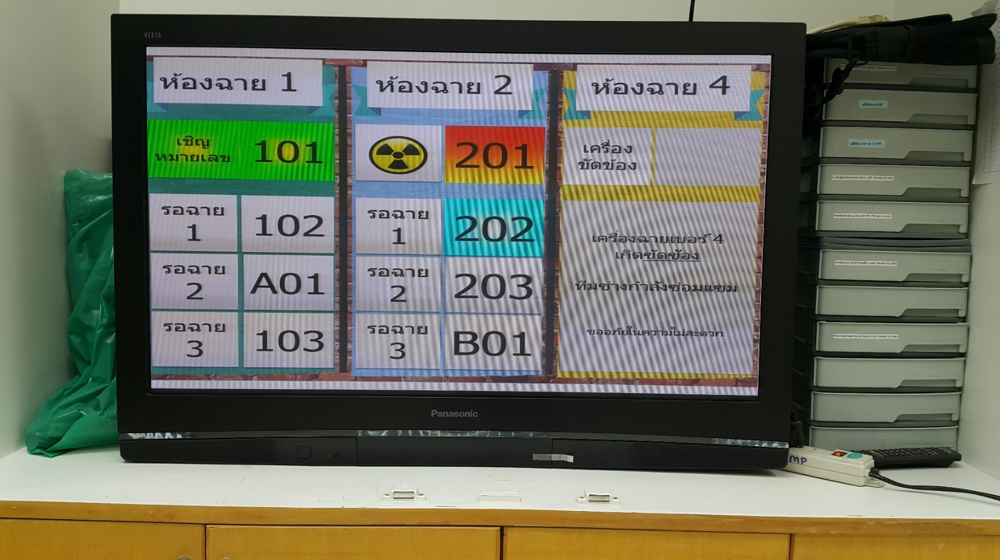 VIERA
ห้องฉาย 1
เชิญ
หมายเลข
101
รอฉาย
1
102
รอฉาย
2
A01
รอฉาย
3
103
ห้องฉาย 2
201
รอฉาย
1
202
รอฉาย
2
203
รอฉาย
3
B01
ห้องฉาย 4
เครื่อง
ขัดข้อง
เครื่องฉายเบอร์ 4
เกิดขัดข้อง
ทีมช่างกำลังซ่อมแซม
ขออภัยในความไม่สะดวก
Panasonic
MP